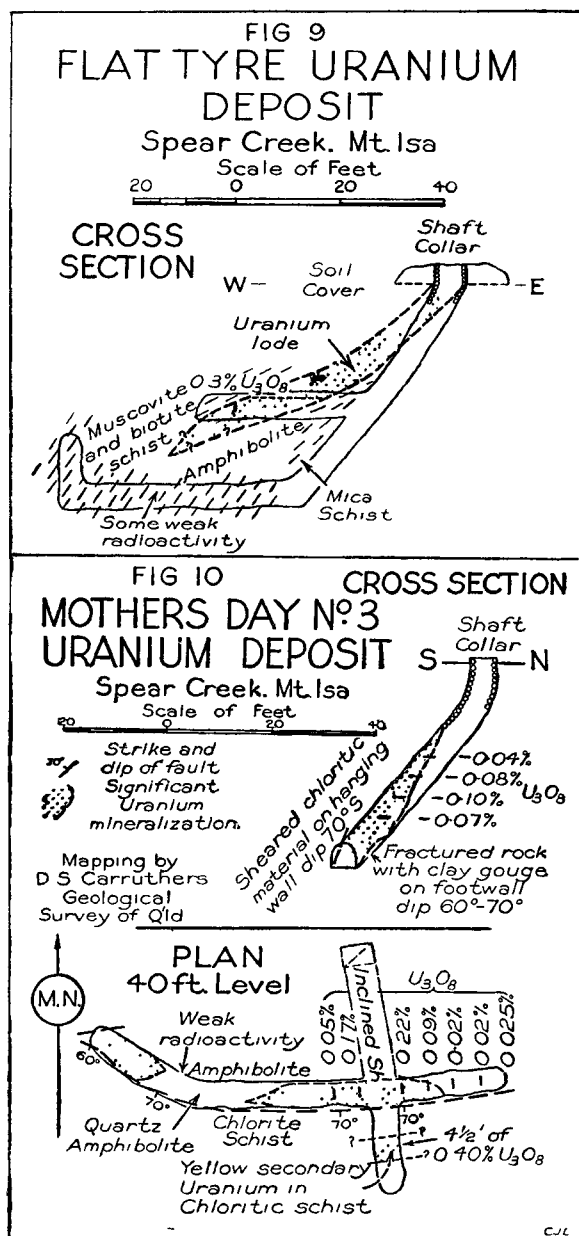 FIG 9
FLAT TYRE URANIUM
DEPOSIT
Spear Creek. Mt. Isa
Scale of Feet
20 0 20 40
CROSS
SECTION
Shaft
Collar
W
Soil
Cover
E
Uranium
lode
0.3% U3O8
Muscovite
and biotite
schist
?
?
Amphibolite
Mica
Schist
Some weak
radioactivity
FIG 10
CROSS SECTION
MOTHERS DAY No. 3
URANIUM DEPOSIT
Spear Creek. Mt. Isa
Scale of Feet
20 0 20 40
Shaft
Collar
S N
70° Strike and
dip of fault
Significant
Uranium
mineralization.
Mapping by
D S Carruthers
Geological
Survey of Q'ld
Sheared chloritic
material on hanging
wall dip 70°S
0.04%
0.08%
0.10% U3O8
0.07%
Fractured rock
with clay gouge
on footwall
dip 60°-70°
M.N.
PLAN
40 ft. Level
Weak
radioactivity
Amphibolite
Inclined Sh
U3O8
0.05%
0.17%
0.22%
0.09%
0.02%
0.02%
0.025%
60°
70°
Quartz
Amphibolite
Chlorite
Schist
70°
70°
?
?
?
?
4½' of
0.40% U3O8
Yellow secondary
Uranium in
Chloritic schist
CJL